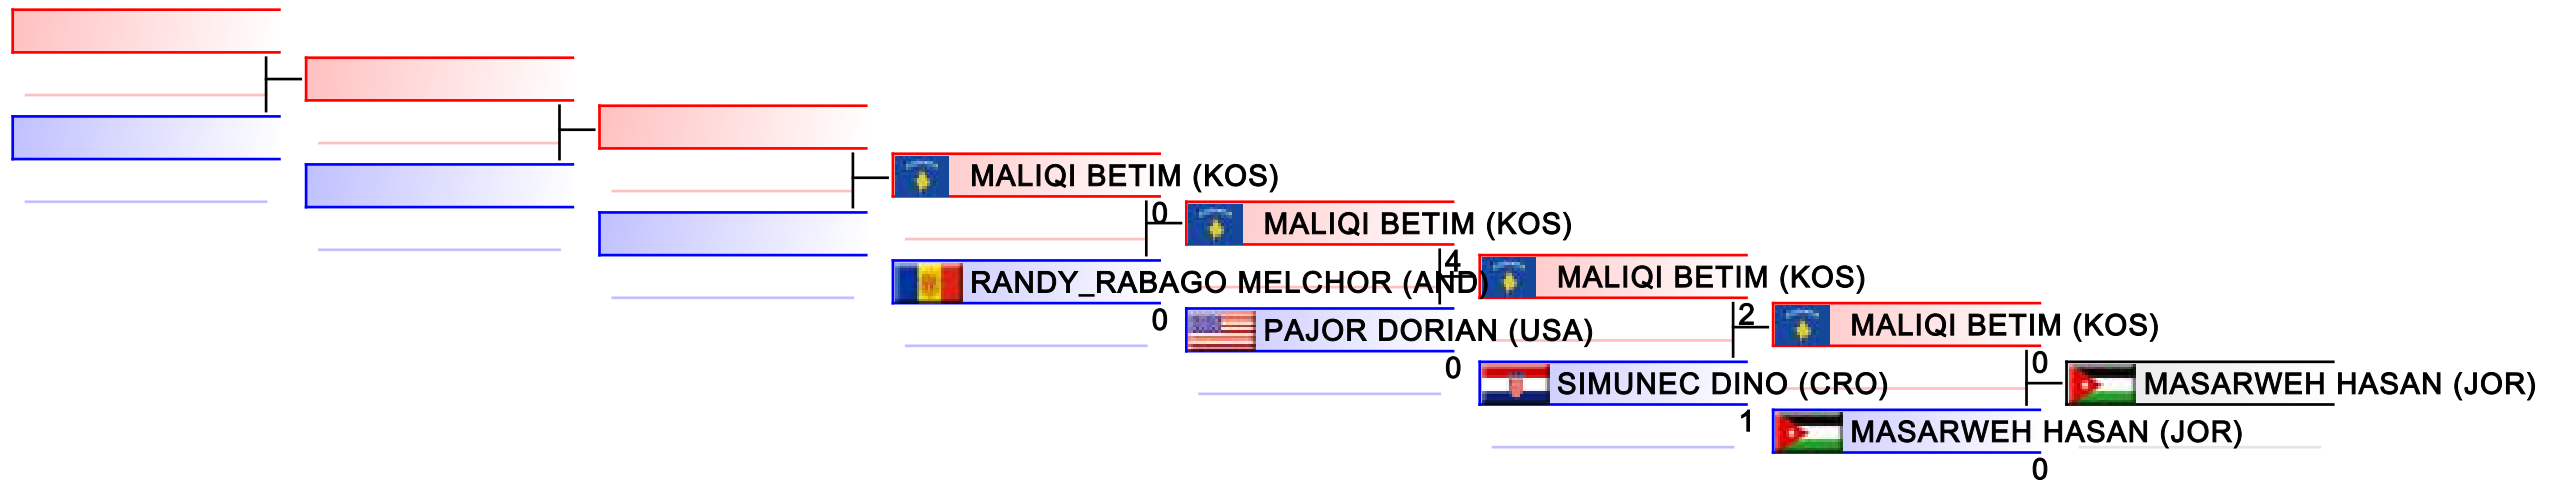 MALIQI BETIM (KOS)
0
MALIQI BETIM (KOS)
RANDY_RABAGO MELCHOR (AND)
4
MALIQI BETIM (KOS)
0
PAJOR DORIAN (USA)
2
MALIQI BETIM (KOS)
0
SIMUNEC DINO (CRO)
0
MASARWEH HASAN (JOR)
1
MASARWEH HASAN (JOR)
0